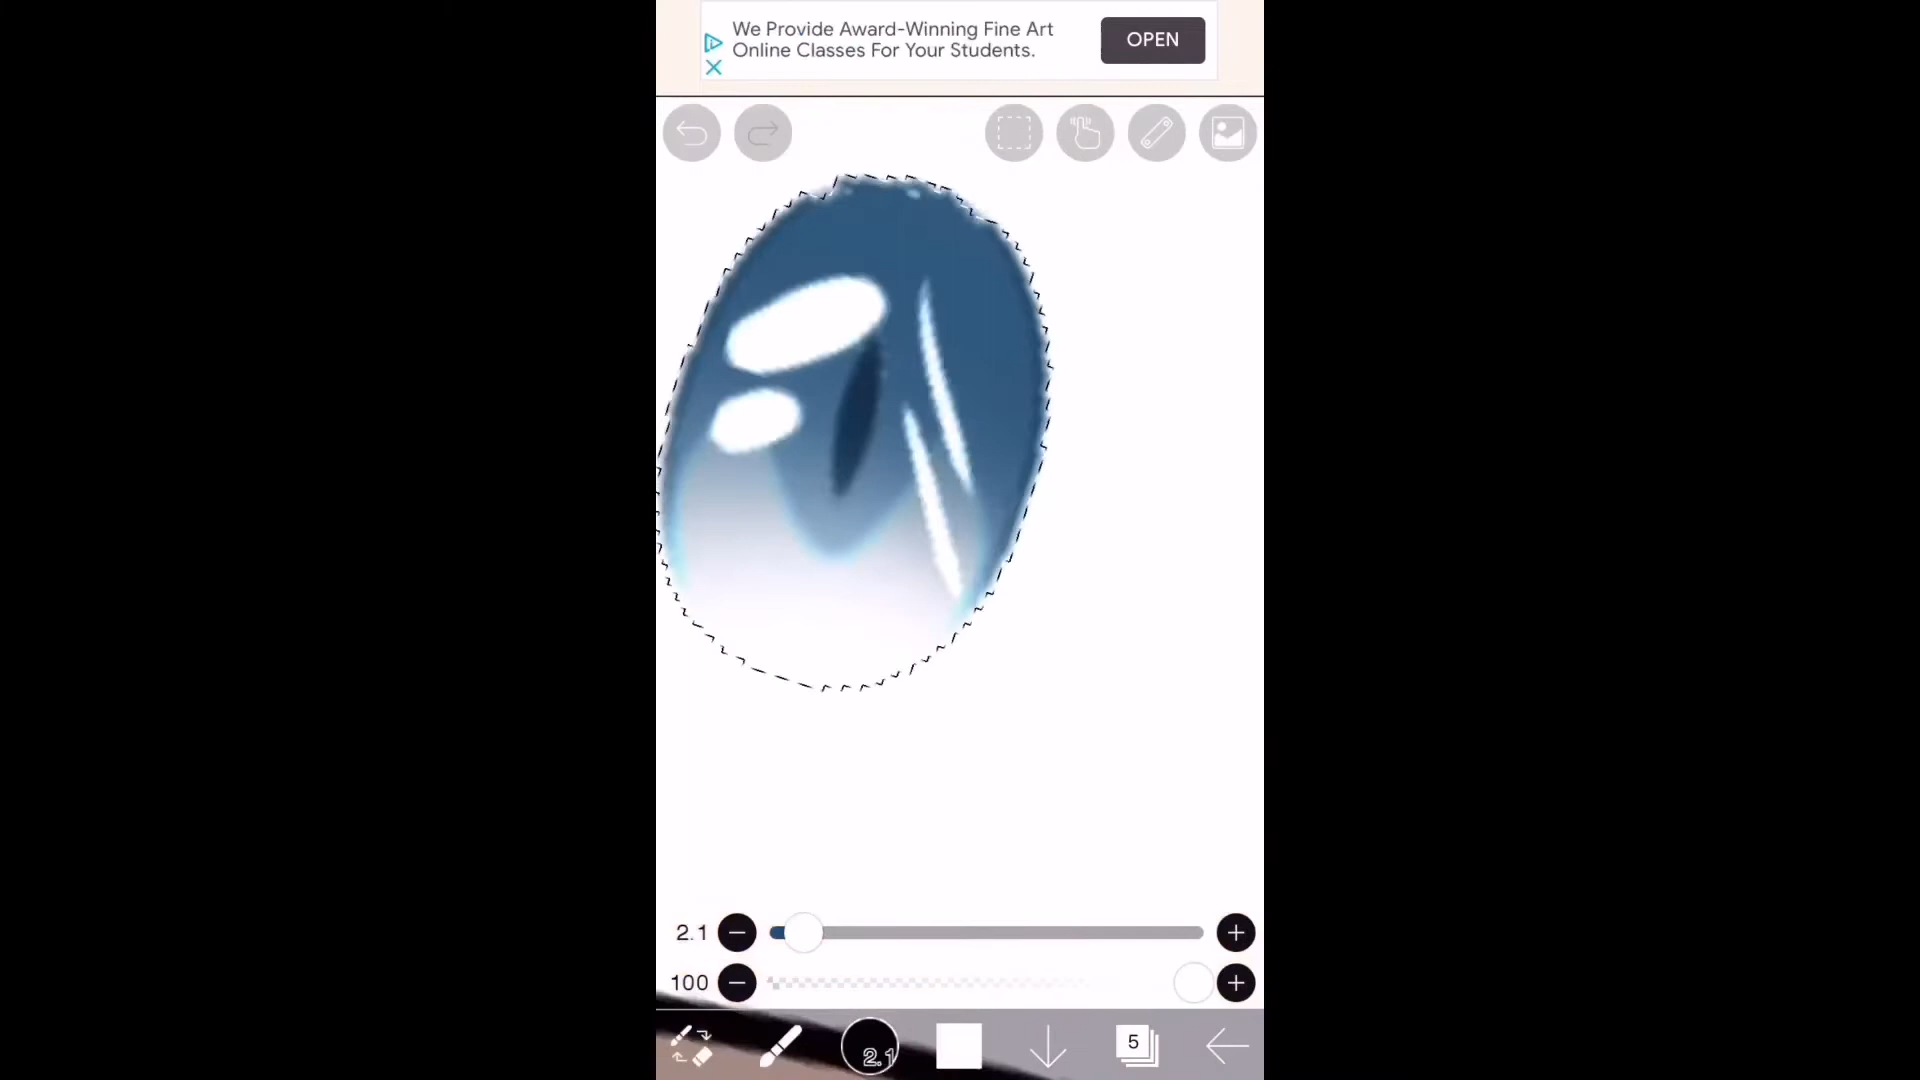 We Provide Award-Winning Fine Art
Online Classes For Your Students.
OPEN
2.1
100
2.1
5